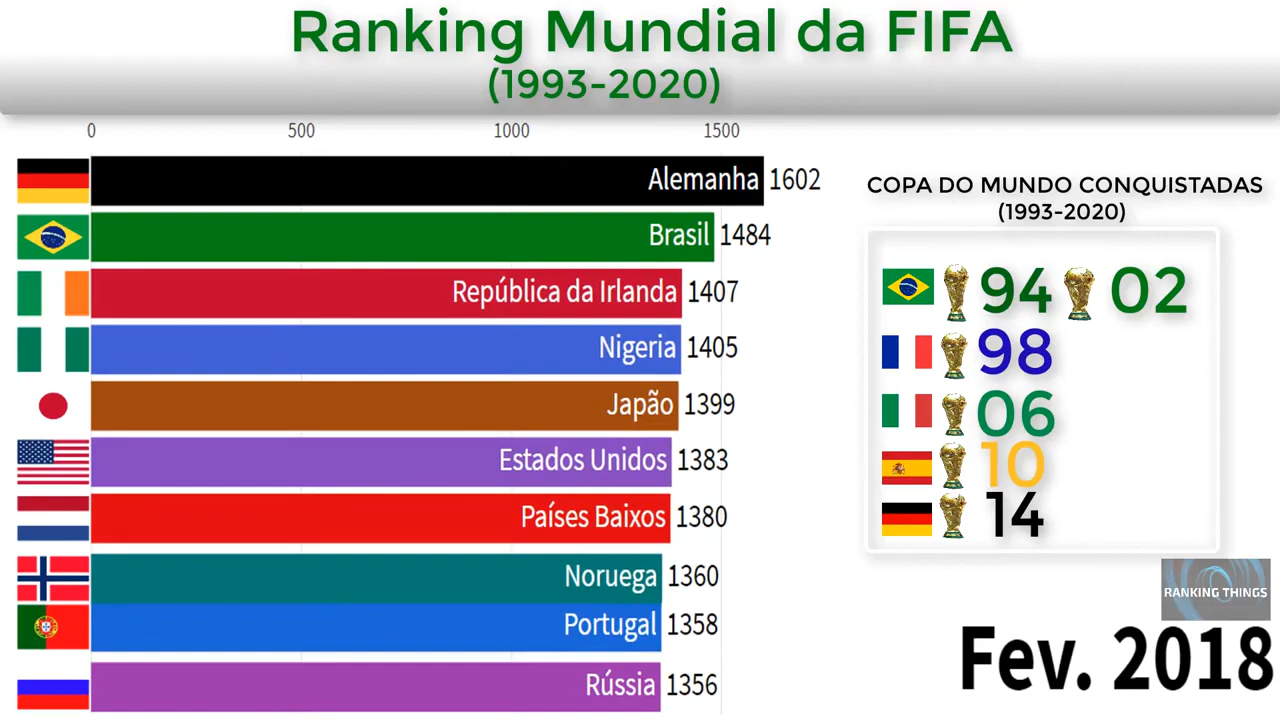 Ranking Mundial da FIFA
(1993-2020)
0 500 1000 1500
Alemanha 1602
Brasil 1484
República da Irlanda 1407
Nigeria 1405
Japão 1399
Estados Unidos 1383
Países Baixos 1380
Noruega 1360
Portugal 1358
Rússia 1356
COPA DO MUNDO CONQUISTADAS
(1993-2020)
94 02
98
06
10
14
RANKING THINGS
Fev. 2018